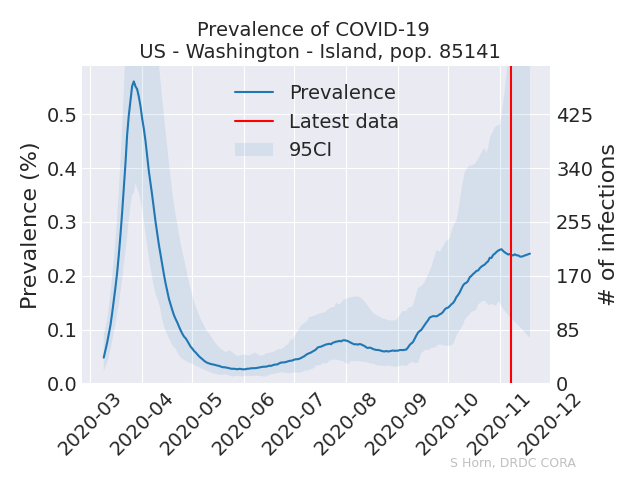 Prevalence of COVID-19
US - Washington - Island, pop. 85141
Prevalence
Latest data
95CI
Prevalence (%)
0.5
0.4
0.3
0.2
0.1
0.0
425
340
255
170
85
0
# of infections
2020-03
2020-04
2020-05
2020-06
2020-07
2020-08
2020-09
2020-10
2020-11
2020-12
S Horn, DRDC CORA